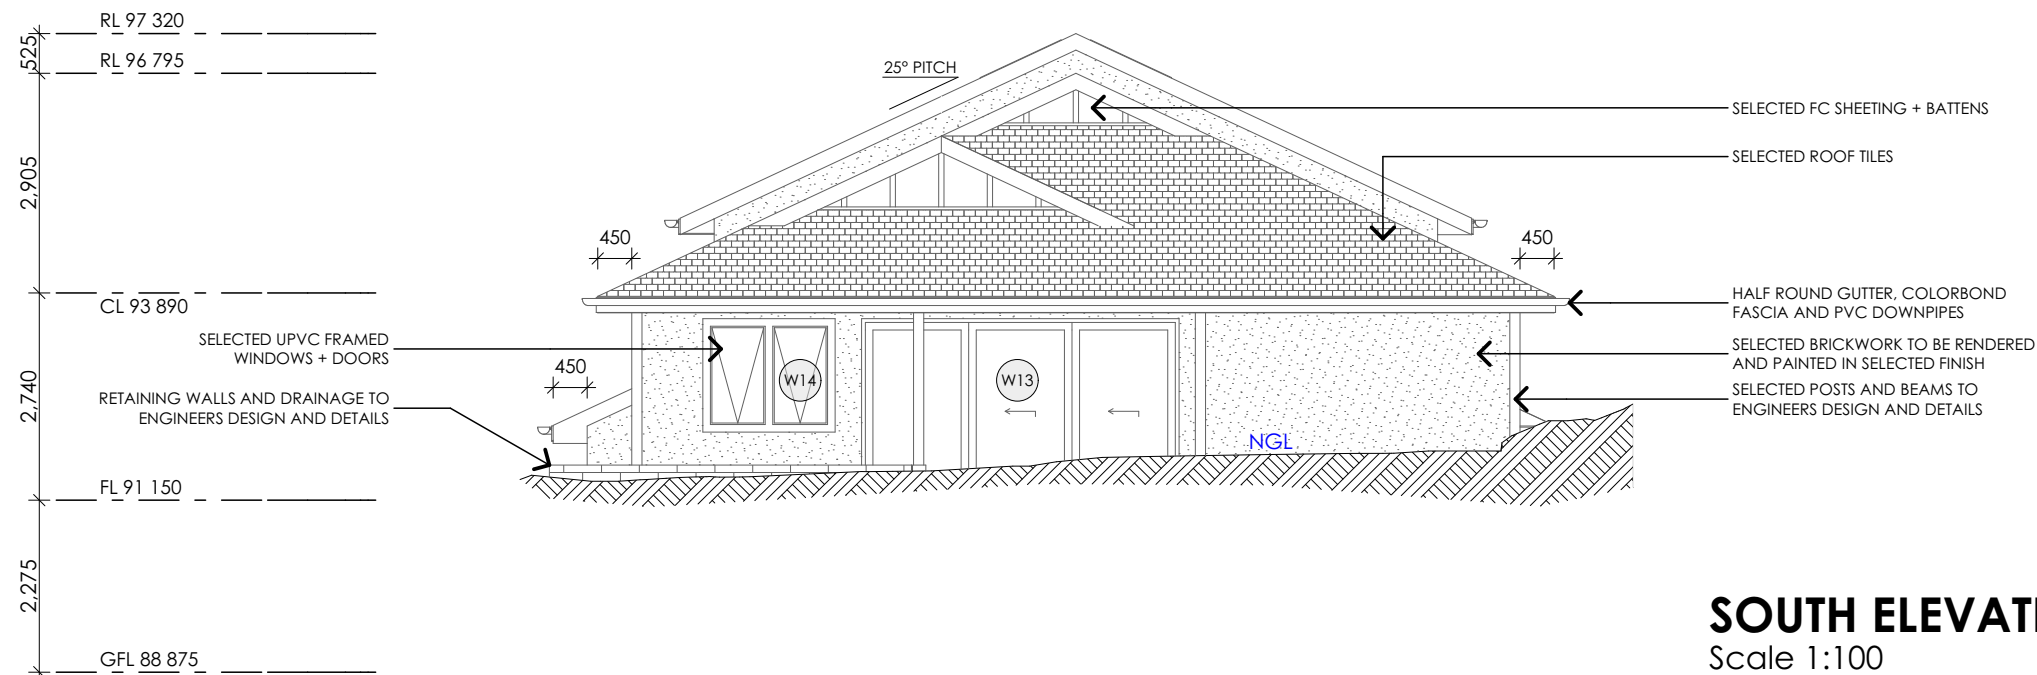 RL 97 320
525
RL 96 795
2,905
CL 93 890
2,740
FL 91 150
2,275
GFL 88 875
25° PITCH
450
450
450
SELECTED UPVC FRAMED
WINDOWS + DOORS
RETAINING WALLS AND DRAINAGE TO
ENGINEERS DESIGN AND DETAILS
W14
W13
NGL
SELECTED FC SHEETING + BATTENS
SELECTED ROOF TILES
HALF ROUND GUTTER, COLORBOND
FASCIA AND PVC DOWNPIPES
SELECTED BRICKWORK TO BE RENDERED
AND PAINTED IN SELECTED FINISH
SELECTED POSTS AND BEAMS TO
ENGINEERS DESIGN AND DETAILS
SOUTH ELEVATI
Scale 1:100